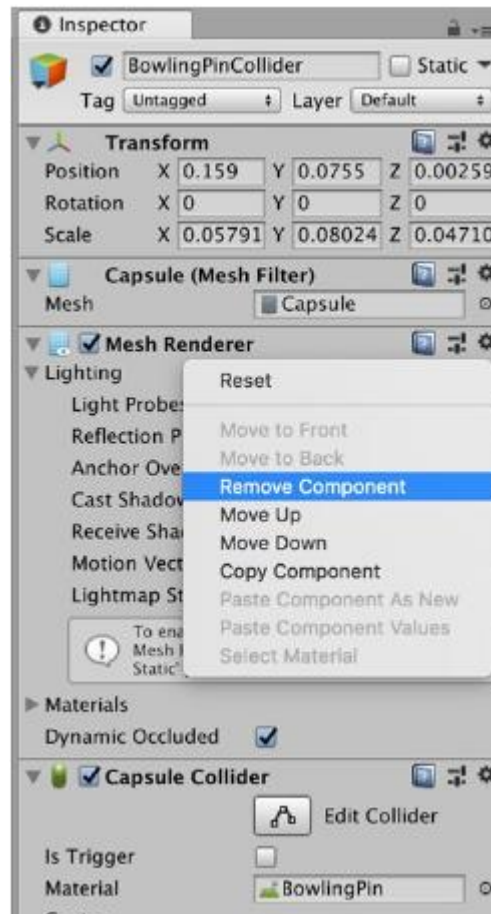 Inspector
BowlingPinCollider Static
Tag Untagged Layer Default
Transform
Position X 0.159 Y 0.0755 Z 0.00259
Rotation X 0 Y 0 Z 0
Scale X 0.05791 Y 0.08024 Z 0.04710
Capsule (Mesh Filter)
Mesh Capsule
Mesh Renderer
Lighting
Light Probe
Reflection P
Anchor Ove
Cast Shadov
Receive Sha
Motion Vect
Lightmap St
To ena
Mesh
Static
Reset
Move to Front
Move to Back
Remove Component
Move Up
Move Down
Copy Component
Paste Component As New
Paste Component Values
Select Material
Materials
Dynamic Occluded
Capsule Collider
Edit Collider
Is Trigger
Material BowlingPin